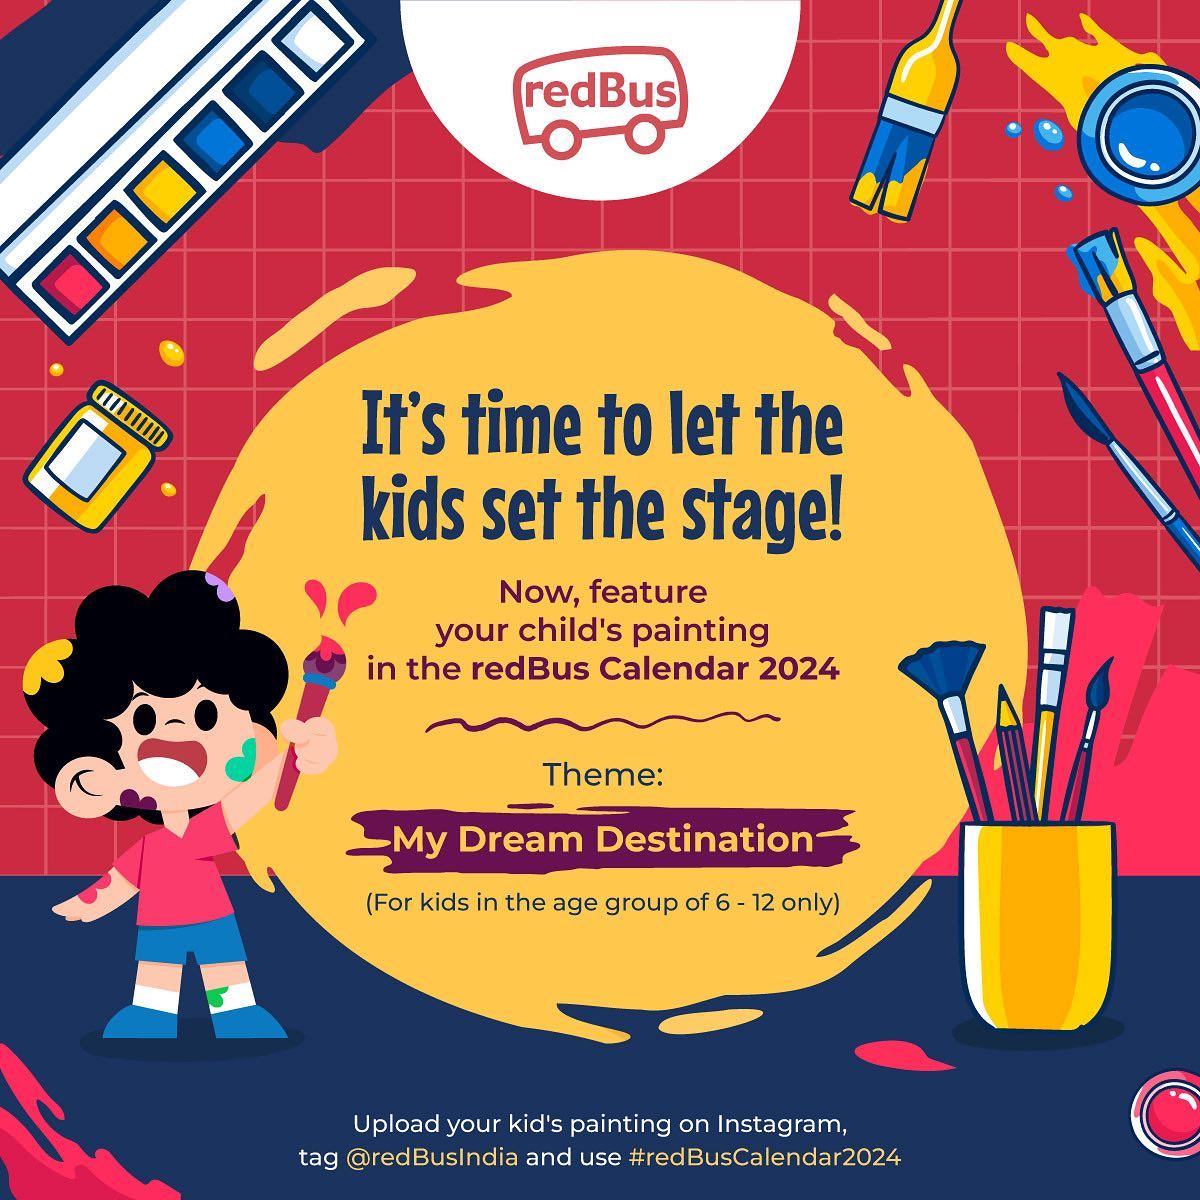 redBus
It's time to let the
kids set the stage!
Now, feature
your child's painting
in the redBus Calendar 2024
Theme:
My Dream Destination
(For kids in the age group of 6 - 12 only)
Upload your kid's painting on Instagram,
tag @redBusIndia and use #redBusCalendar2024